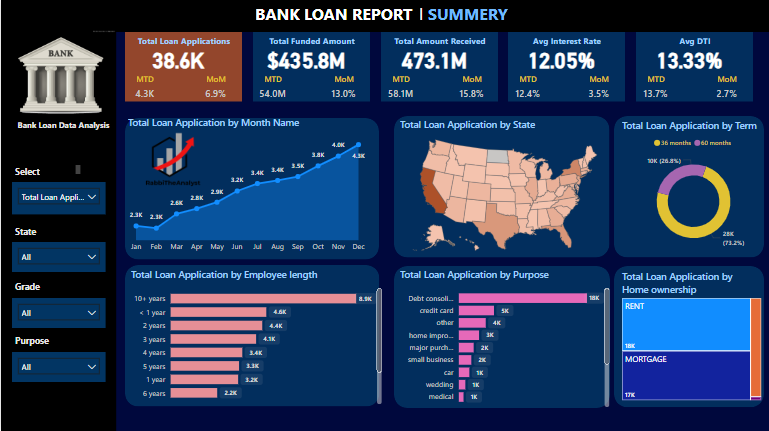 BANK LOAN REPORT | SUMMERY
BANK
Bank Loan Data Analysis
Total Loan Applications
38.6K
MTD MoM
4.3K 6.9%
Total Funded Amount
$435.8M
MTD MoM
54.0M 13.0%
Total Amount Received
473.1M
MTD MoM
58.1M 15.8%
Avg Interest Rate
12.05%
MTD MoM
12.4% 3.5%
Avg DTI
13.33%
MTD MoM
13.7% 2.7%
Select
Total Loan Appli...
State
All
Grade
All
Purpose
All
Total Loan Application by Month Name
2.3K 2.3K 2.6K 2.8K 2.9K 3.2K 3.4K 3.4K 3.5K 3.8K 4.0K 4.3K
Jan Feb Mar Apr May Jun Jul Aug Sep Oct Nov Dec
Total Loan Application by State
Total Loan Application by Term
36 months 60 months
10K (26.8%)
28K
(73.2%)
Total Loan Application by Employee length
10+ years 8.9K
< 1 year 4.6K
2 years 4.4K
3 years 4.1K
4 years 3.4K
5 years 3.3K
1 year 3.2K
6 years 2.2K
Total Loan Application by Purpose
Debt consoli... 18K
credit card 5K
other 4K
home impro... 3K
major purch... 2K
small business 2K
car 1K
wedding 1K
medical 1K
Total Loan Application by
Home ownership
RENT
18K
MORTGAGE
17K